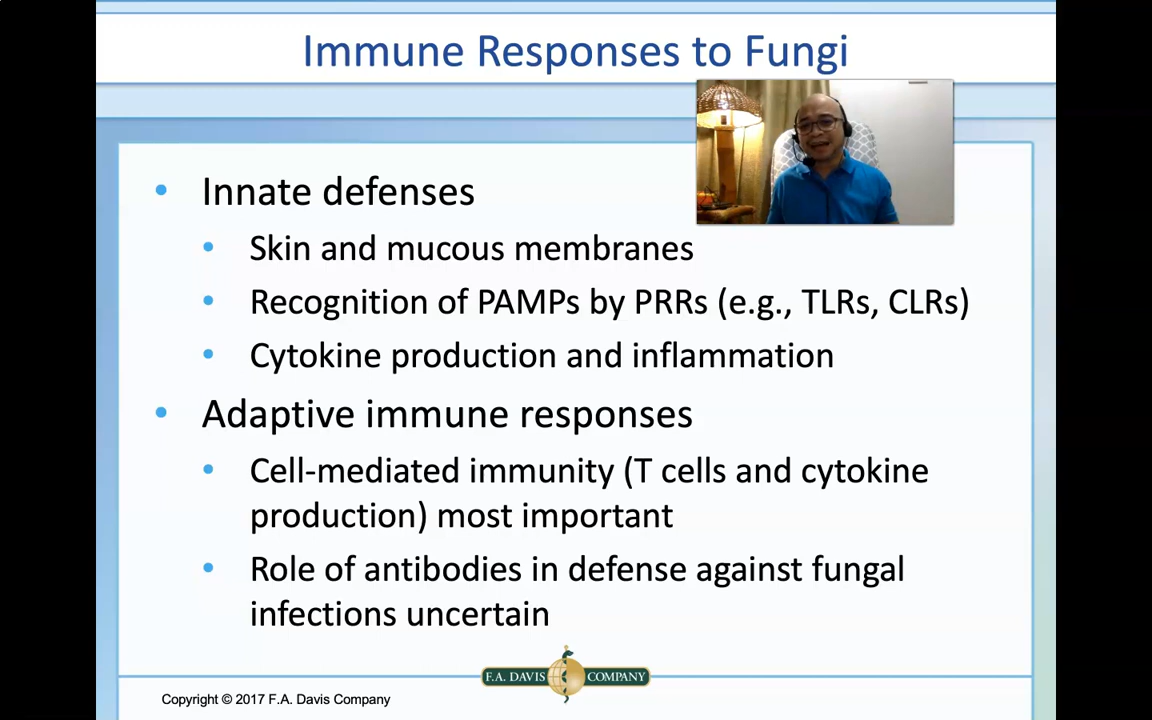 Immune Responses to Fungi
• Innate defenses
• Skin and mucous membranes
• Recognition of PAMPs by PRRs (e.g., TLRs, CLRs)
• Cytokine production and inflammation
• Adaptive immune responses
• Cell-mediated immunity (T cells and cytokine
production) most important
• Role of antibodies in defense against fungal
infections uncertain
F.A. DAVIS COMPANY
Copyright © 2017 F.A. Davis Company